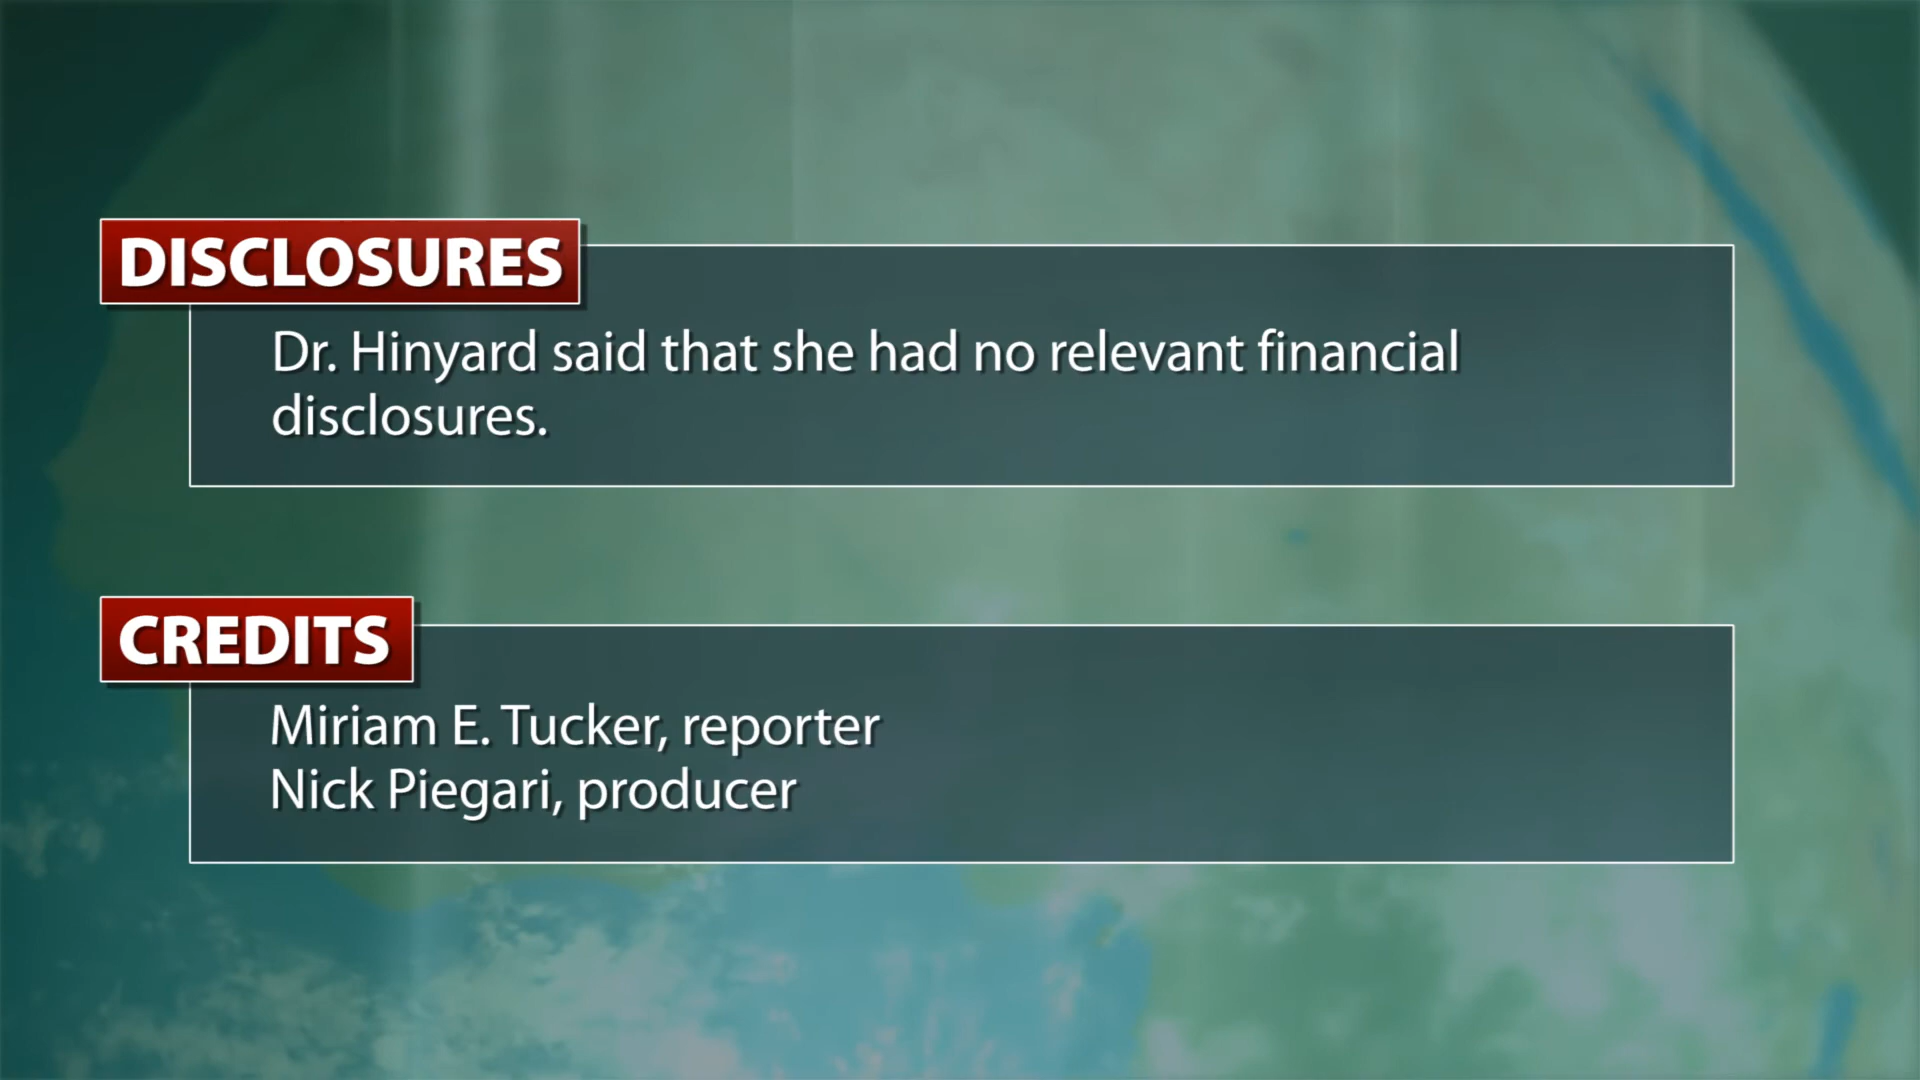 DISCLOSURES
Dr. Hinyard said that she had no relevant financial
disclosures.
CREDITS
Miriam E. Tucker, reporter
Nick Piegari, producer